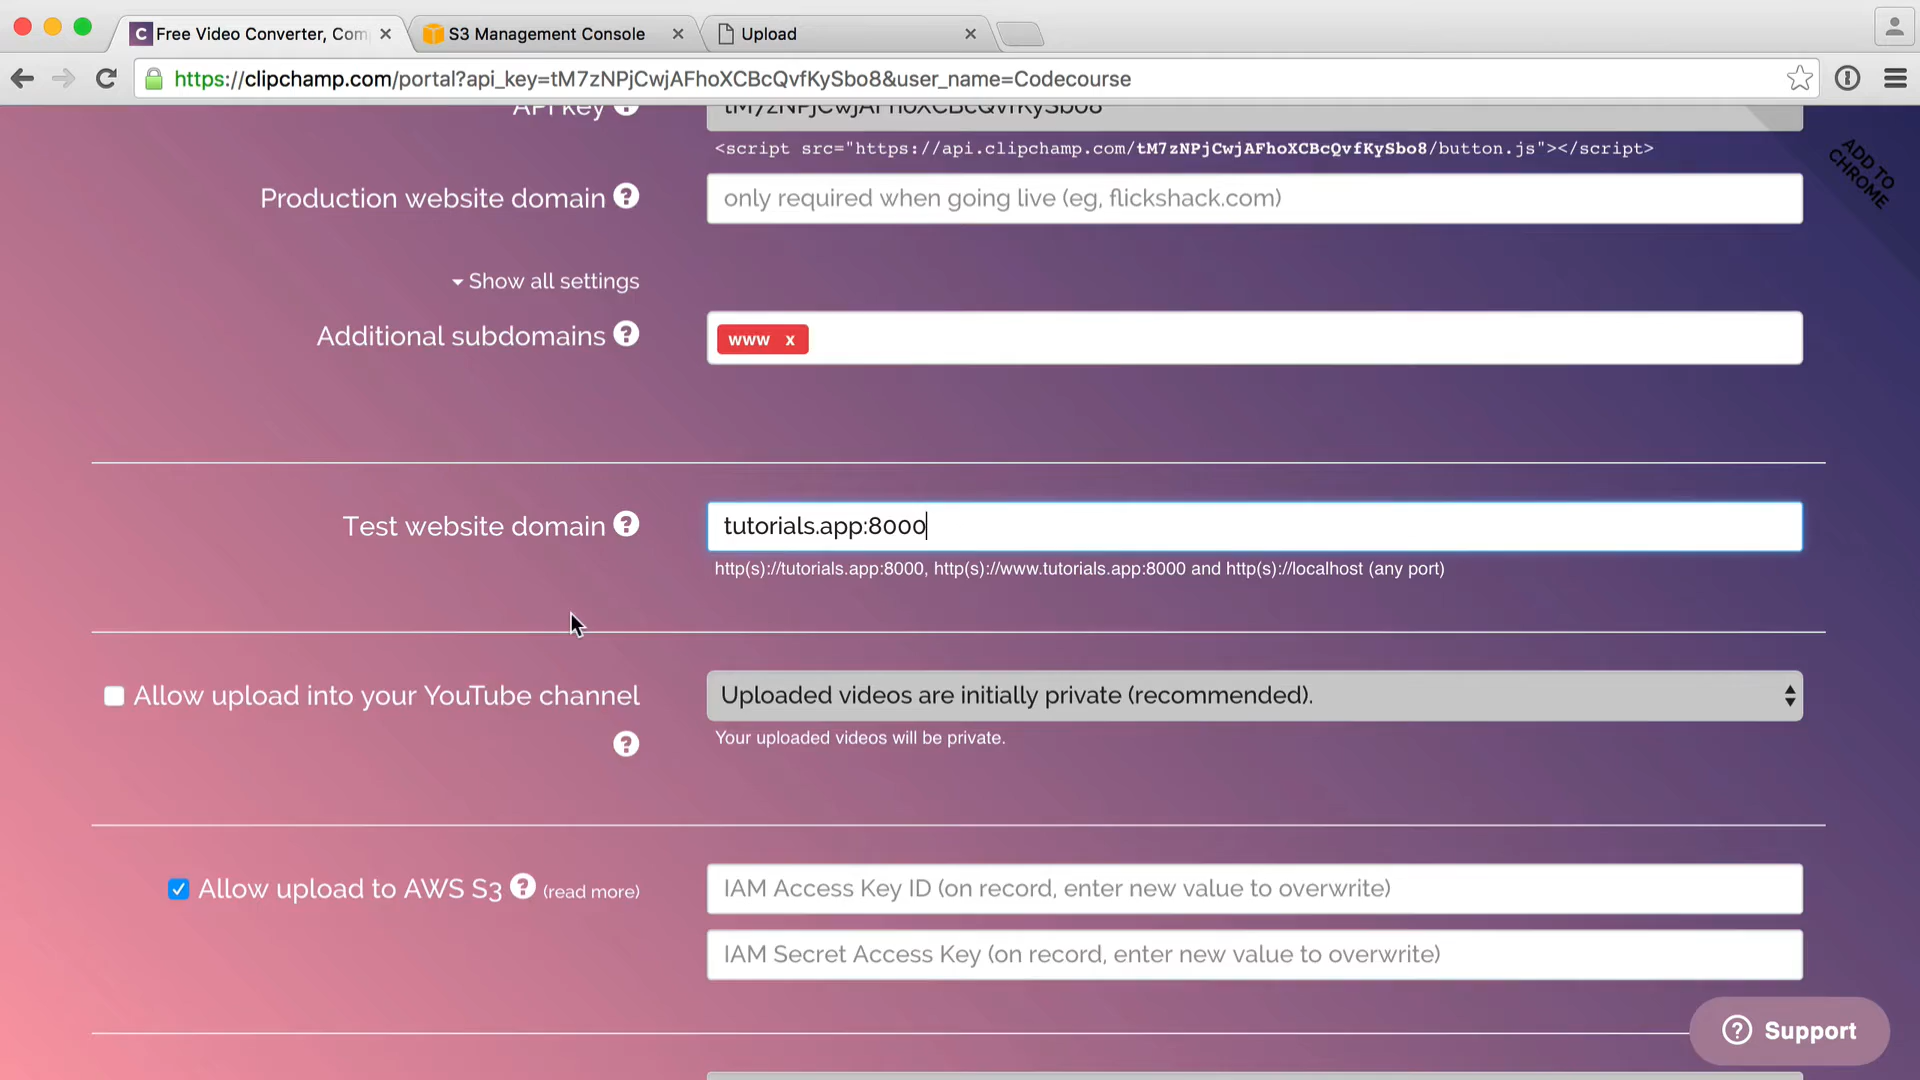 C Free Video Converter, Com
S3 Management Console
Upload
https://clipchamp.com/portal?api_key=tM7zNPjCwjAFhoXCBcQvfKySbo8&user_name=Codecourse
API key ?
tM7zNPjCwjAFhoXCBcQvfKySbo8
<script src="https://api.clipchamp.com/tM7zNPjCwjAFhoXCBcQvfKySbo8/button.js"></script>
ADD TO CHROME
Production website domain ?
only required when going live (eg, flickshack.com)
Show all settings
Additional subdomains ?
www x
Test website domain ?
tutorials.app:8000
http(s)://tutorials.app:8000, http(s)://www.tutorials.app:8000 and http(s)://localhost (any port)
Allow upload into your YouTube channel
?
Uploaded videos are initially private (recommended).
Your uploaded videos will be private.
Allow upload to AWS S3 ? (read more)
IAM Access Key ID (on record, enter new value to overwrite)
IAM Secret Access Key (on record, enter new value to overwrite)
? Support